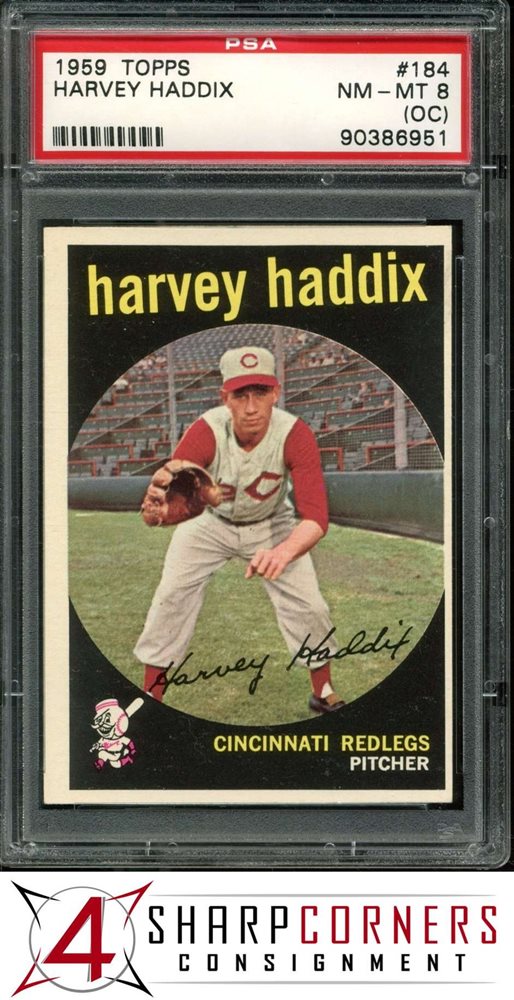 PSA
1959 TOPPS #184
HARVEY HADDIX NM - MT 8
(OC)
90386951
harvey haddix
C
C
Harvey Haddix
CINCINNATI REDLEGS
PITCHER
4 SHARPCORNERS
CONSIGNMENT